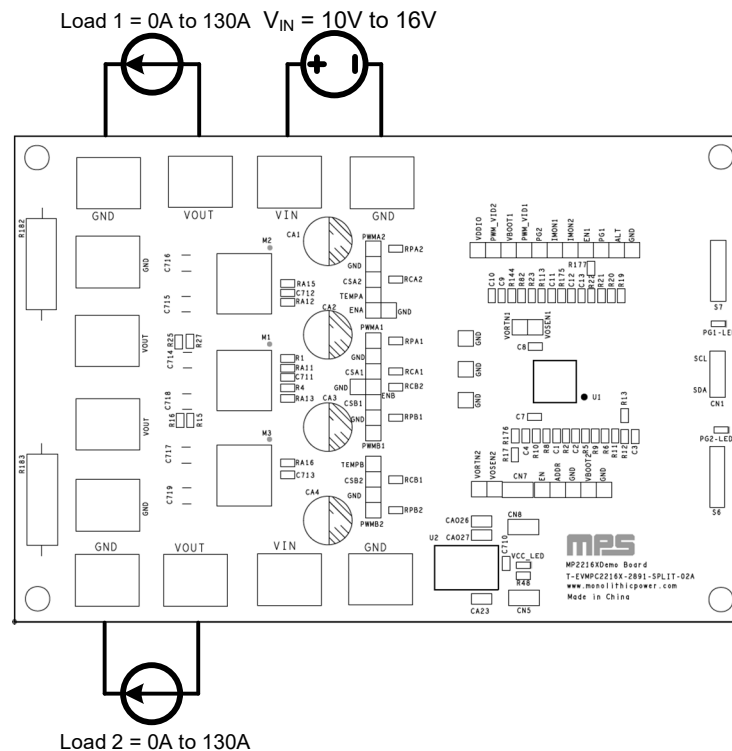 Load 1 = 0A to 130A
VIN = 10V to 16V
GND
VOUT
VIN
GND
R182
GND
C716
C715
M2
RA15
C712
RA12
CA1
PWMA2
GND
CSA2
TEMPA
ENA
GND
RPA2
RCA2
VDDIO
PWM_VID2
VBOOT1
PWM_VID1
PG2
IMON1
IMON2
EN1
PG1
ALT
GND
R177
C10
C9
R144
R82
R23
R113
C11
R175
C12
C13
R22
R21
R20
R19
S7
PG1-LED
VOUT
R25
R27
C714
M1
R1
RA11
C711
R4
RA13
CA2
PWMA1
GND
CSA1
GND
ENB
CSB1
GND
PWMB1
RPA1
RCA1
RCB2
RPB1
VORTN1
VOSEN1
GND
GND
GND
C8
U1
C7
R13
SCL
SDA
CN1
PG2-LED
VOUT
C718
R16
R15
C717
M3
CA3
RA16
C713
TEMPB
CSB2
GND
PWMB2
RCB1
RPB2
R176
R17
C4
R10
R8
C1
C2
R5
R9
R6
R11
R12
C3
VORTN2
VOSEN2
CN7
EN
ADDR
GND
VBOOT2
GND
S6
R183
GND
C719
CA4
CAO26
CAO27
CN8
U2
C710
VCC_LED
R48
CA23
CN5
mps
MP2216XDemo Board
T-EVMPC2216X-2891-SPLIT-02A
www.monolithicpower.com
Made in China
GND
VOUT
VIN
GND
Load 2 = 0A to 130A